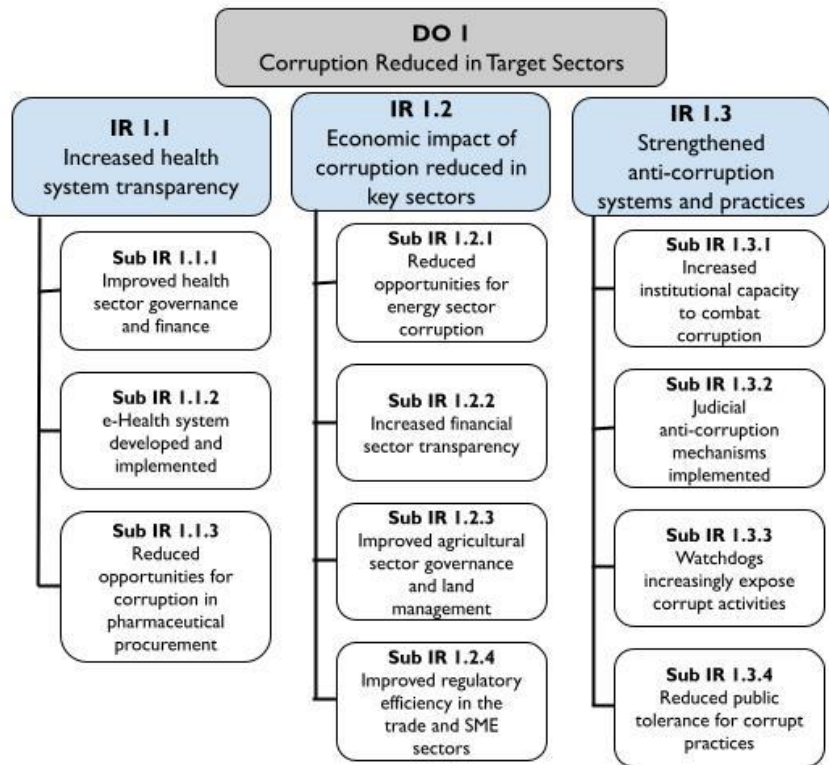 DO 1
Corruption Reduced in Target Sectors
IR 1.1
Increased health
system transparency
Sub IR 1.1.1
Improved health
sector governance
and finance
Sub IR 1.1.2
e-Health system
developed and
implemented
Sub IR 1.1.3
Reduced
opportunities for
corruption in
pharmaceutical
procurement
IR 1.2
Economic impact of
corruption reduced in
key sectors
Sub IR 1.2.1
Reduced
opportunities for
energy sector
corruption
Sub IR 1.2.2
Increased financial
sector transparency
Sub IR 1.2.3
Improved agricultural
sector governance
and land
management
Sub IR 1.2.4
Improved regulatory
efficiency in the
trade and SME
sectors
IR 1.3
Strengthened
anti-corruption
systems and practices
Sub IR 1.3.1
Increased
institutional capacity
to combat
corruption
Sub IR 1.3.2
Judicial
anti-corruption
mechanisms
implemented
Sub IR 1.3.3
Watchdogs
increasingly expose
corrupt activities
Sub IR 1.3.4
Reduced public
tolerance for corrupt
practices